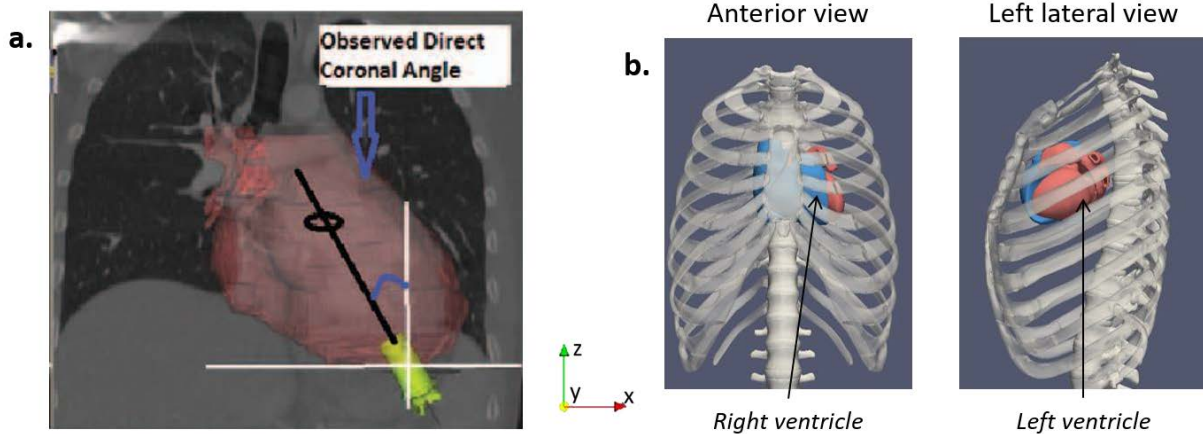 a.
Observed Direct
Coronal Angle
z
y
x
b.
Anterior view
Left lateral view
Right ventricle
Left ventricle